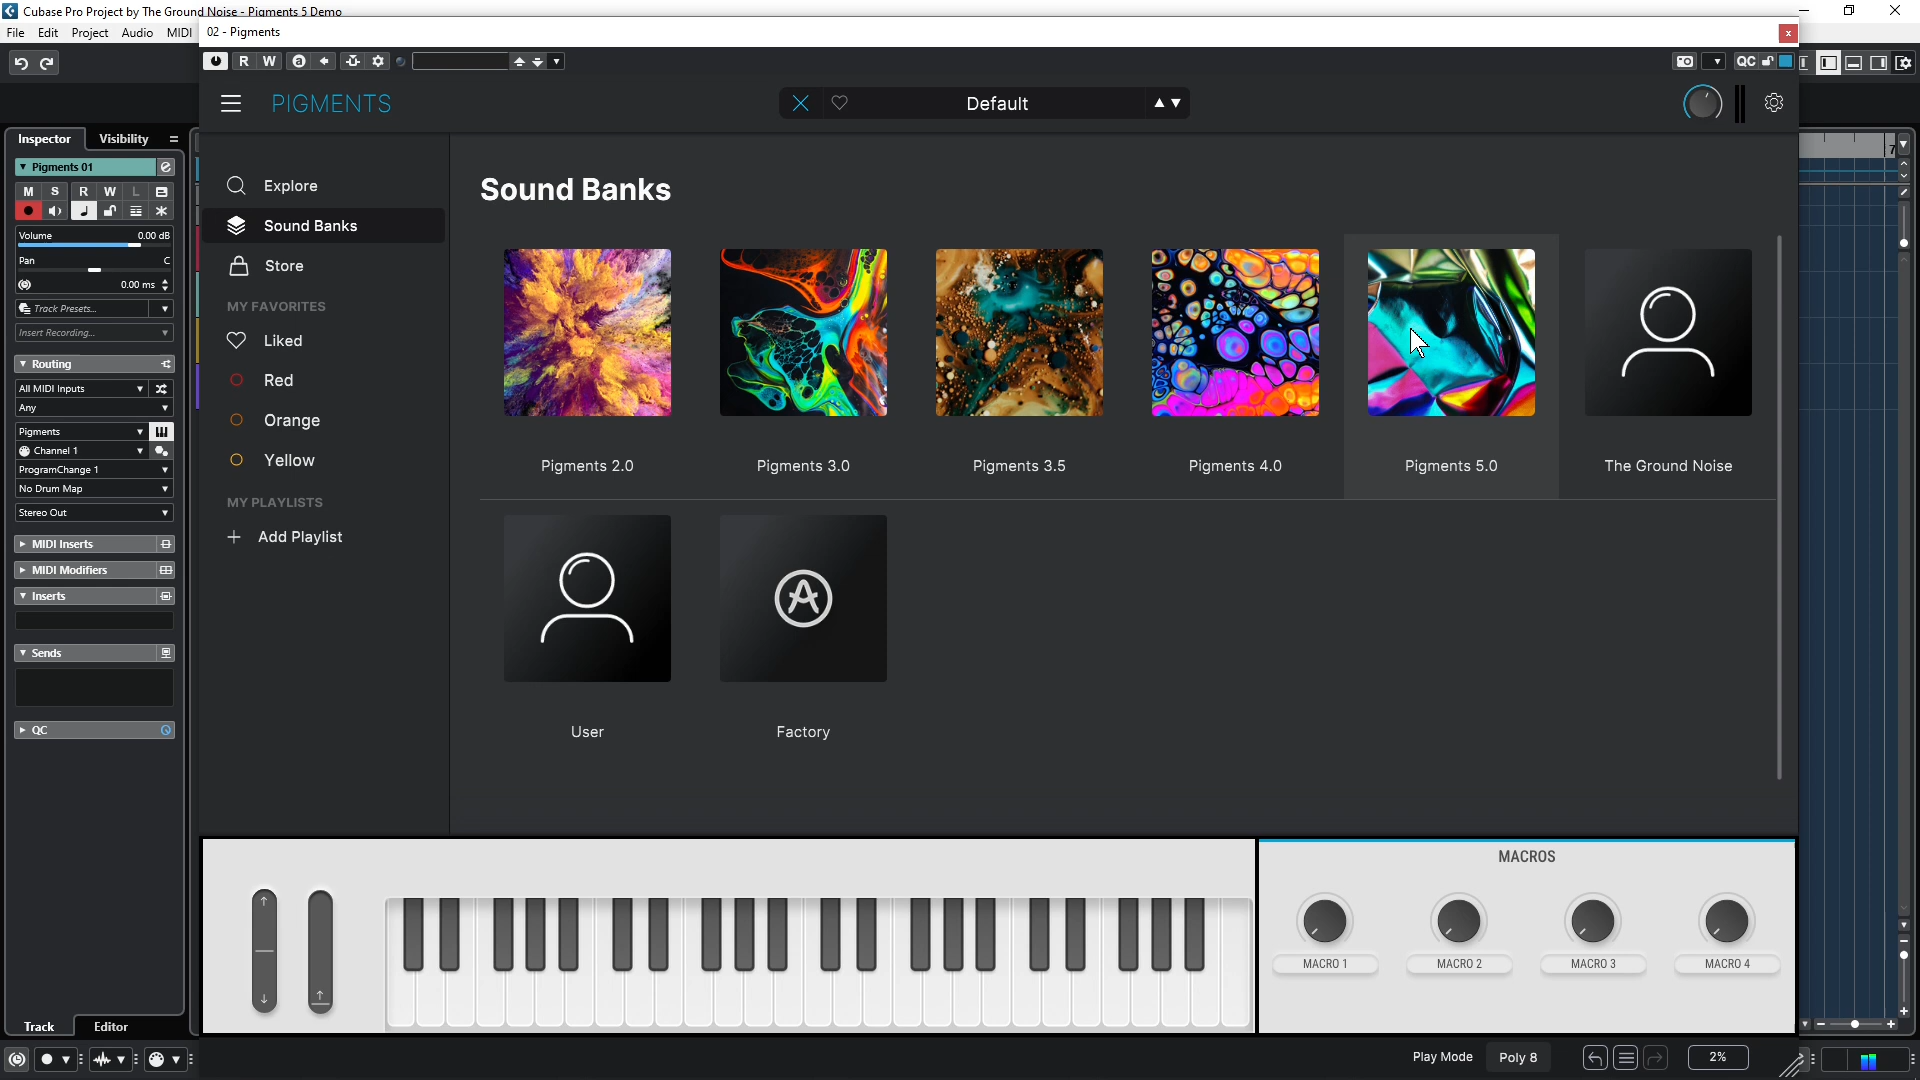 Cubase Pro Project by The Ground Noise - Pigments 5 Demo
File Edit Project Audio MIDI
02 - Pigments
R W
QC
PIGMENTS
Default
Inspector Visibility
Pigments 01
M S R W L
Volume 0.00 dB
Pan C
0.00 ms
Track Presets...
Insert Recording...
Routing
All MIDI Inputs
Any
Pigments
Channel 1
ProgramChange 1
No Drum Map
Stereo Out
MIDI Inserts
MIDI Modifiers
Inserts
Sends
QC
Track Editor
Explore
Sound Banks
Store
MY FAVORITES
Liked
Red
Orange
Yellow
MY PLAYLISTS
Add Playlist
Sound Banks
Pigments 2.0 Pigments 3.0 Pigments 3.5 Pigments 4.0 Pigments 5.0 The Ground Noise
User Factory
7
MACROS
MACRO 1 MACRO 2 MACRO 3 MACRO 4
Play Mode Poly 8 2%